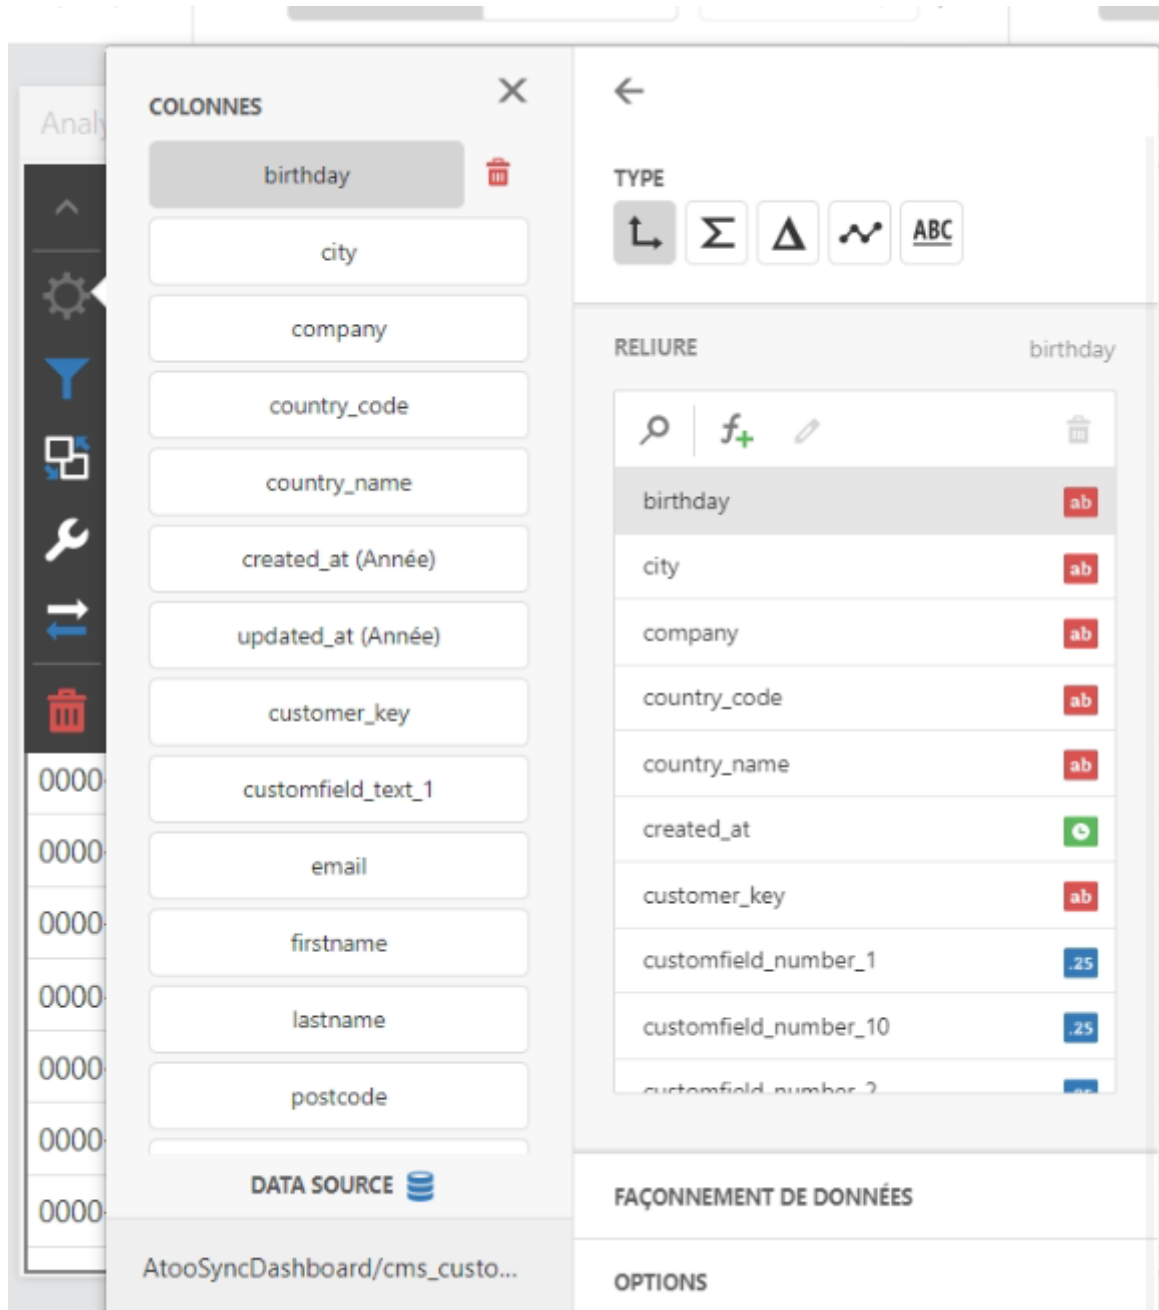 COLONNES
birthday
city
company
country_code
country_name
created_at (Année)
updated_at (Année)
customer_key
customfield_text_1
email
firstname
lastname
postcode
DATA SOURCE
AtooSyncDashboard/cms_custo...
TYPE
ABC
RELIURE birthday
f+
birthday ab
city ab
company ab
country_code ab
country_name ab
created_at
customer_key ab
customfield_number_1 .25
customfield_number_10 .25
customfield_number_2 .25
FAÇONNEMENT DE DONNÉES
OPTIONS
Analy
0000-
0000-
0000-
0000-
0000-
0000-
0000-